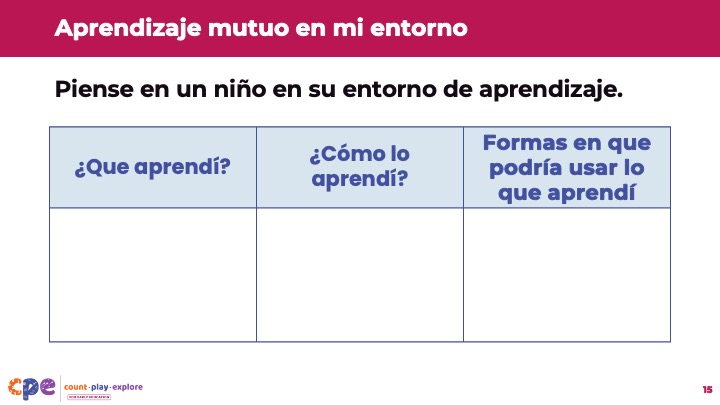 Aprendizaje mutuo en mi entorno
Piense en un niño en su entorno de aprendizaje.
¿Que aprendí?
¿Cómo lo
aprendí?
Formas en que
podría usar lo
que aprendí
cpe
count·play·explore
15